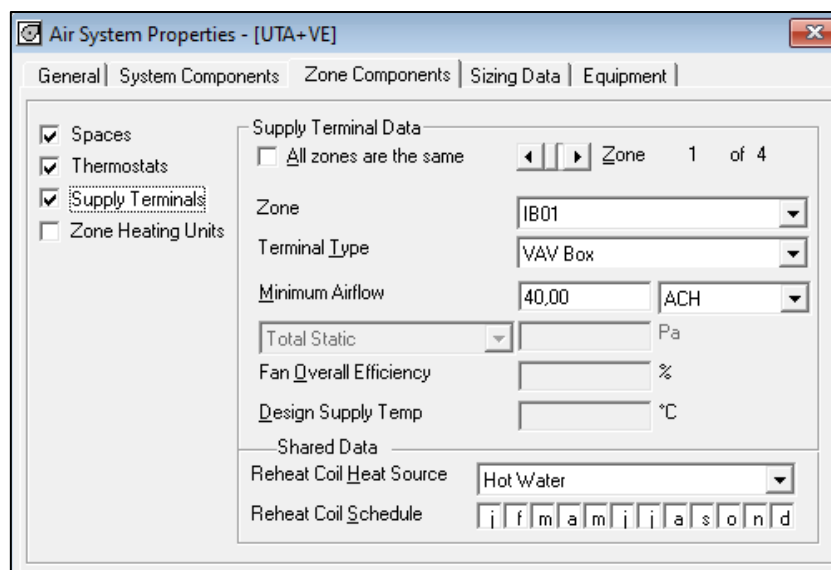 Air System Properties - [UTA+VE]
General System Components Zone Components Sizing Data Equipment
Spaces
Thermostats
Supply Terminals
Zone Heating Units
Supply Terminal Data
All zones are the same Zone 1 of 4
Zone IB01
Terminal Type VAV Box
Minimum Airflow 40,00 ACH
Total Static Pa
Fan Overall Efficiency %
Design Supply Temp °C
Shared Data
Reheat Coil Heat Source Hot Water
Reheat Coil Schedule j f m a m j j a s o n d